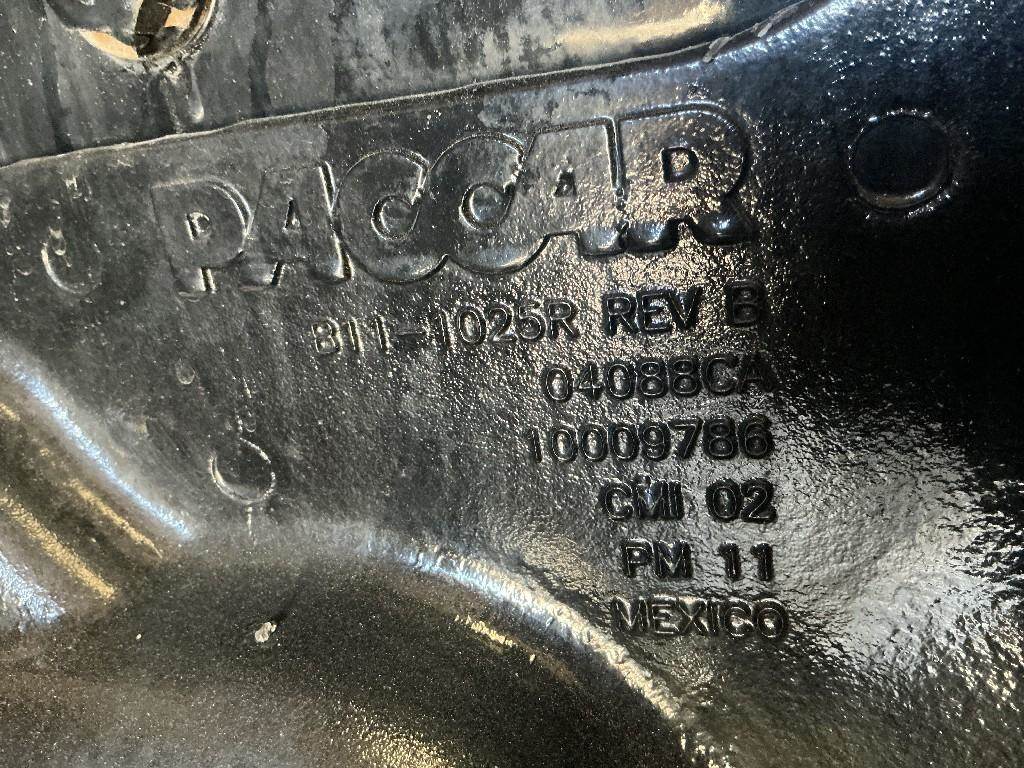 PACCAR
B11-1025R REV B
04088CA
10009786
CMI 02
PM 11
MEXICO